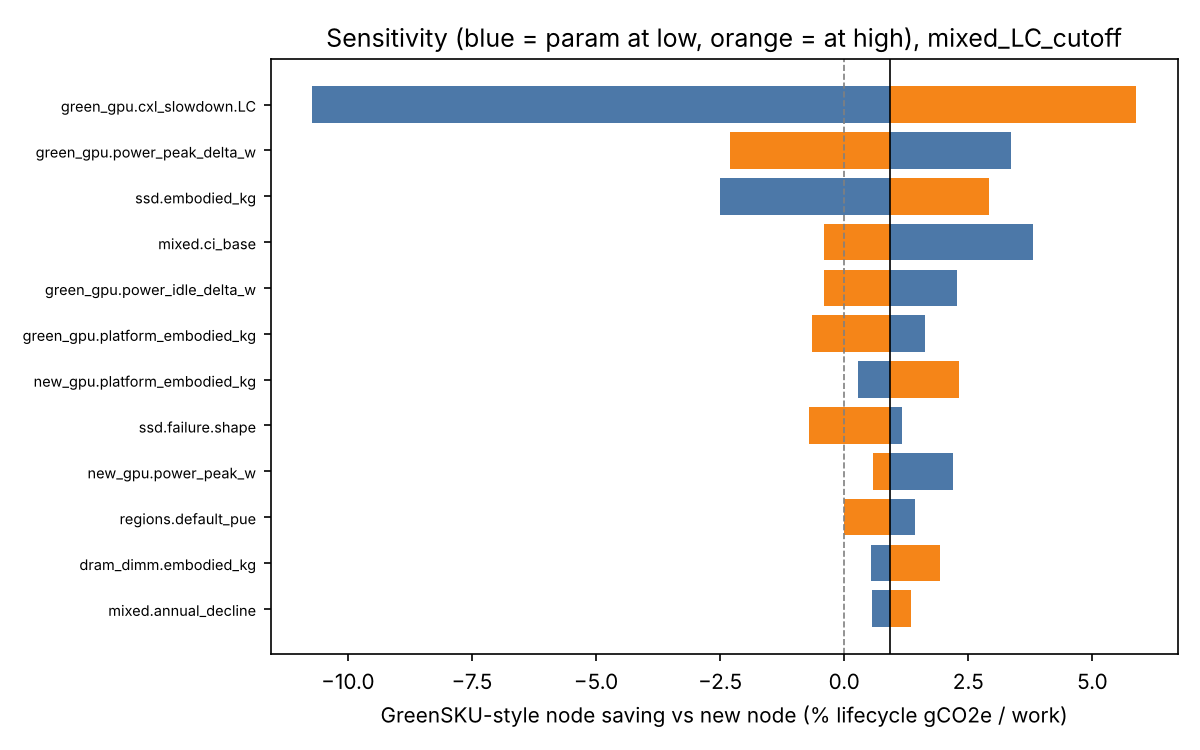 Sensitivity (blue = param at low, orange = at high), mixed_LC_cutoff
green_gpu.cxl_slowdown.LC
green_gpu.power_peak_delta_w
ssd.embodied_kg
mixed.ci_base
green_gpu.power_idle_delta_w
green_gpu.platform_embodied_kg
new_gpu.platform_embodied_kg
ssd.failure.shape
new_gpu.power_peak_w
regions.default_pue
dram_dimm.embodied_kg
mixed.annual_decline
−10.0 −7.5 −5.0 −2.5 0.0 2.5 5.0
GreenSKU-style node saving vs new node (% lifecycle gCO2e / work)